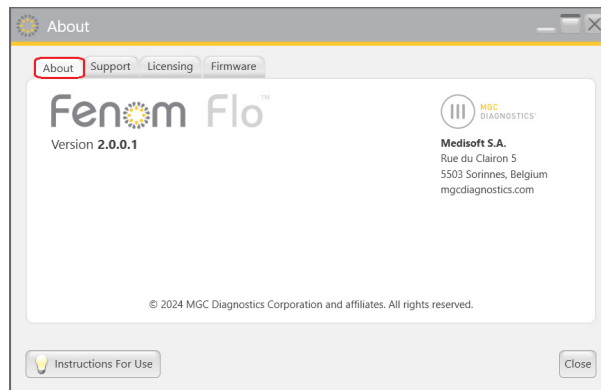 About
About Support Licensing Firmware
Fenom Flo™
Version 2.0.0.1
MGC
DIAGNOSTICS
Medisoft S.A.
Rue du Clairon 5
5503 Sorinnes, Belgium
mgcdiagnostics.com
© 2024 MGC Diagnostics Corporation and affiliates. All rights reserved.
Instructions For Use
Close